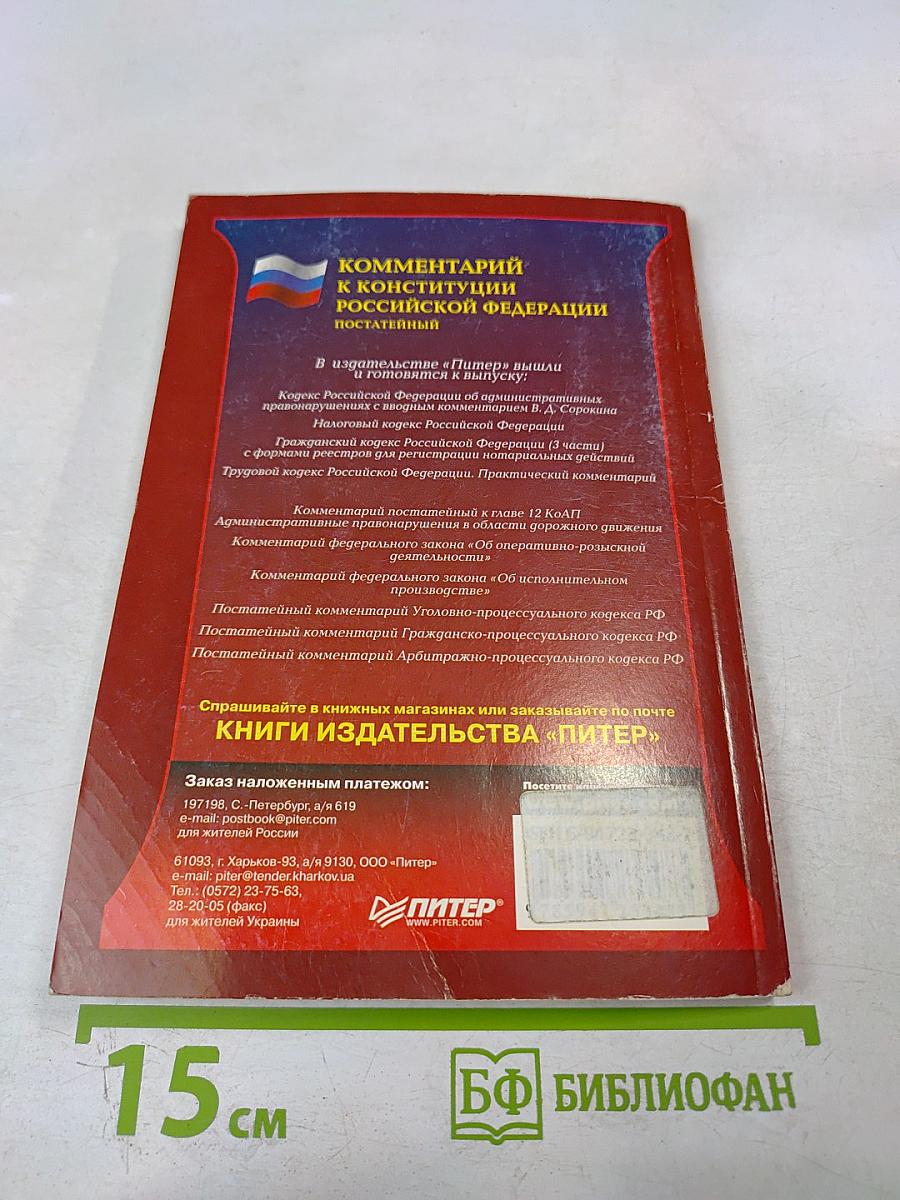 КОММЕНТАРИЙ
К КОНСТИТУЦИИ
РОССИЙСКОЙ ФЕДЕРАЦИИ
ПОСТАТЕЙНЫЙ
В издательстве «Питер» вышли
и готовятся к выпуску:
Кодекс Российской Федерации об административных
правонарушениях с вводным комментарием В. Д. Сорокина
Налоговый кодекс Российской Федерации
Гражданский кодекс Российской Федерации (3 части)
с формами реестров для регистрации нотариальных действий
Трудовой кодекс Российской Федерации. Практический комментарий
Комментарий постатейный к главе 12 КоАП
Административные правонарушения в области дорожного движения
Комментарий федерального закона «Об оперативно-розыскной
деятельности»
Комментарий федерального закона «Об исполнительном
производстве»
Постатейный комментарий Уголовно-процессуального кодекса РФ
Постатейный комментарий Гражданско-процессуального кодекса РФ
Постатейный комментарий Арбитражно-процессуального кодекса РФ
Спрашивайте в книжных магазинах или заказывайте по почте
КНИГИ ИЗДАТЕЛЬСТВА «ПИТЕР»
Заказ наложенным платежом:
197198, С.-Петербург, а/я 619
e-mail: postbook@piter.com
для жителей России
61093, г. Харьков-93, а/я 9130, ООО «Питер»
e-mail: piter@tender.kharkov.ua
Тел.: (0572) 23-75-63,
28-20-05 (факс)
для жителей Украины
Посетите
ПИТЕР®
WWW.PITER.COM
15 см
БФ БИБЛИОФАН